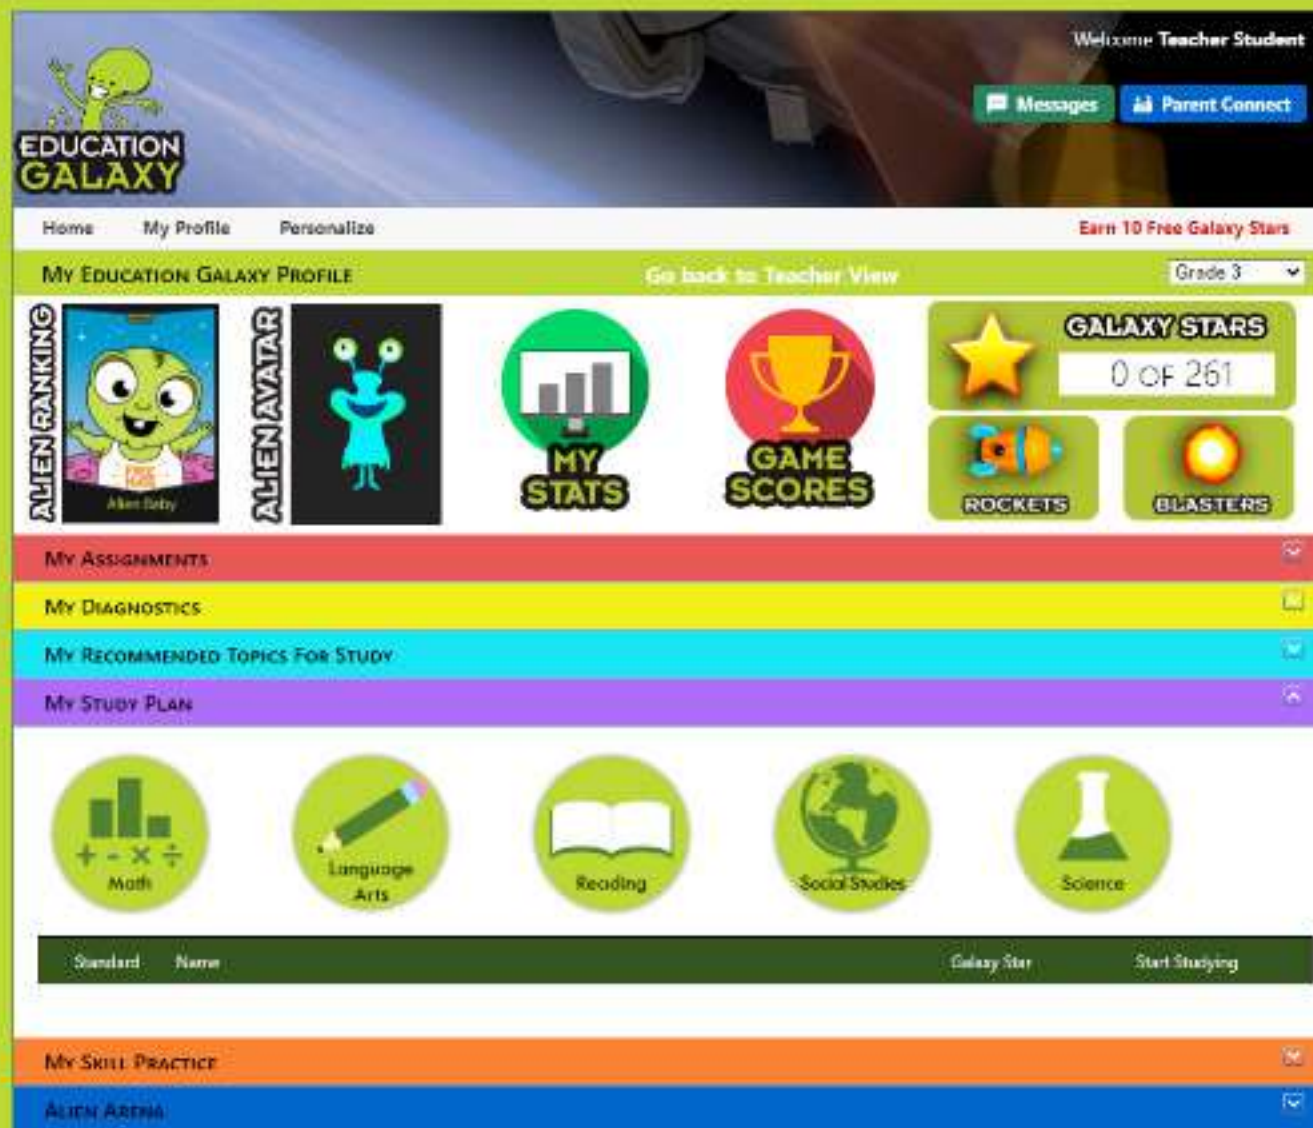 Welcome Teacher Student
Messages
Parent Connect
EDUCATION
GALAXY
Home
My Profile
Personalize
Earn 10 Free Galaxy Stars
MY EDUCATION GALAXY PROFILE
Go back to Teacher View
Grade 3
ALIEN RANKING
FREE
HUGS
Alien Baby
ALIEN AVATAR
MY
STATS
GAME
SCORES
GALAXY STARS
0 OF 261
ROCKETS
BLASTERS
MY ASSIGNMENTS
MY DIAGNOSTICS
MY RECOMMENDED TOPICS FOR STUDY
MY STUDY PLAN
+ - × ÷
Math
Language
Arts
Reading
Social Studies
Science
Standard
Name
Galaxy Star
Start Studying
MY SKILL PRACTICE
ALIEN ARENA